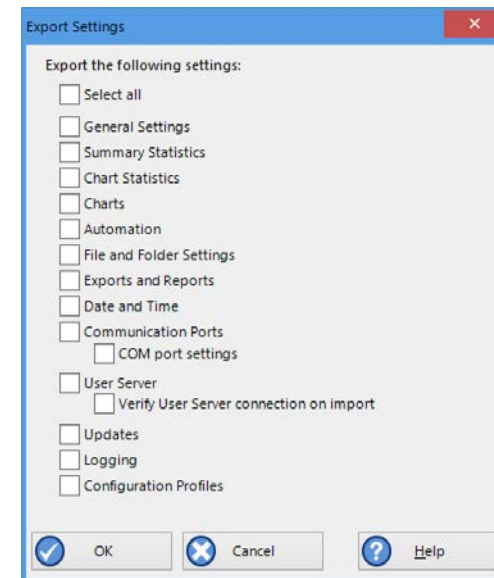 Export Settings
Export the following settings:
Select all
General Settings
Summary Statistics
Chart Statistics
Charts
Automation
File and Folder Settings
Exports and Reports
Date and Time
Communication Ports
COM port settings
User Server
Verify User Server connection on import
Updates
Logging
Configuration Profiles
OK Cancel Help